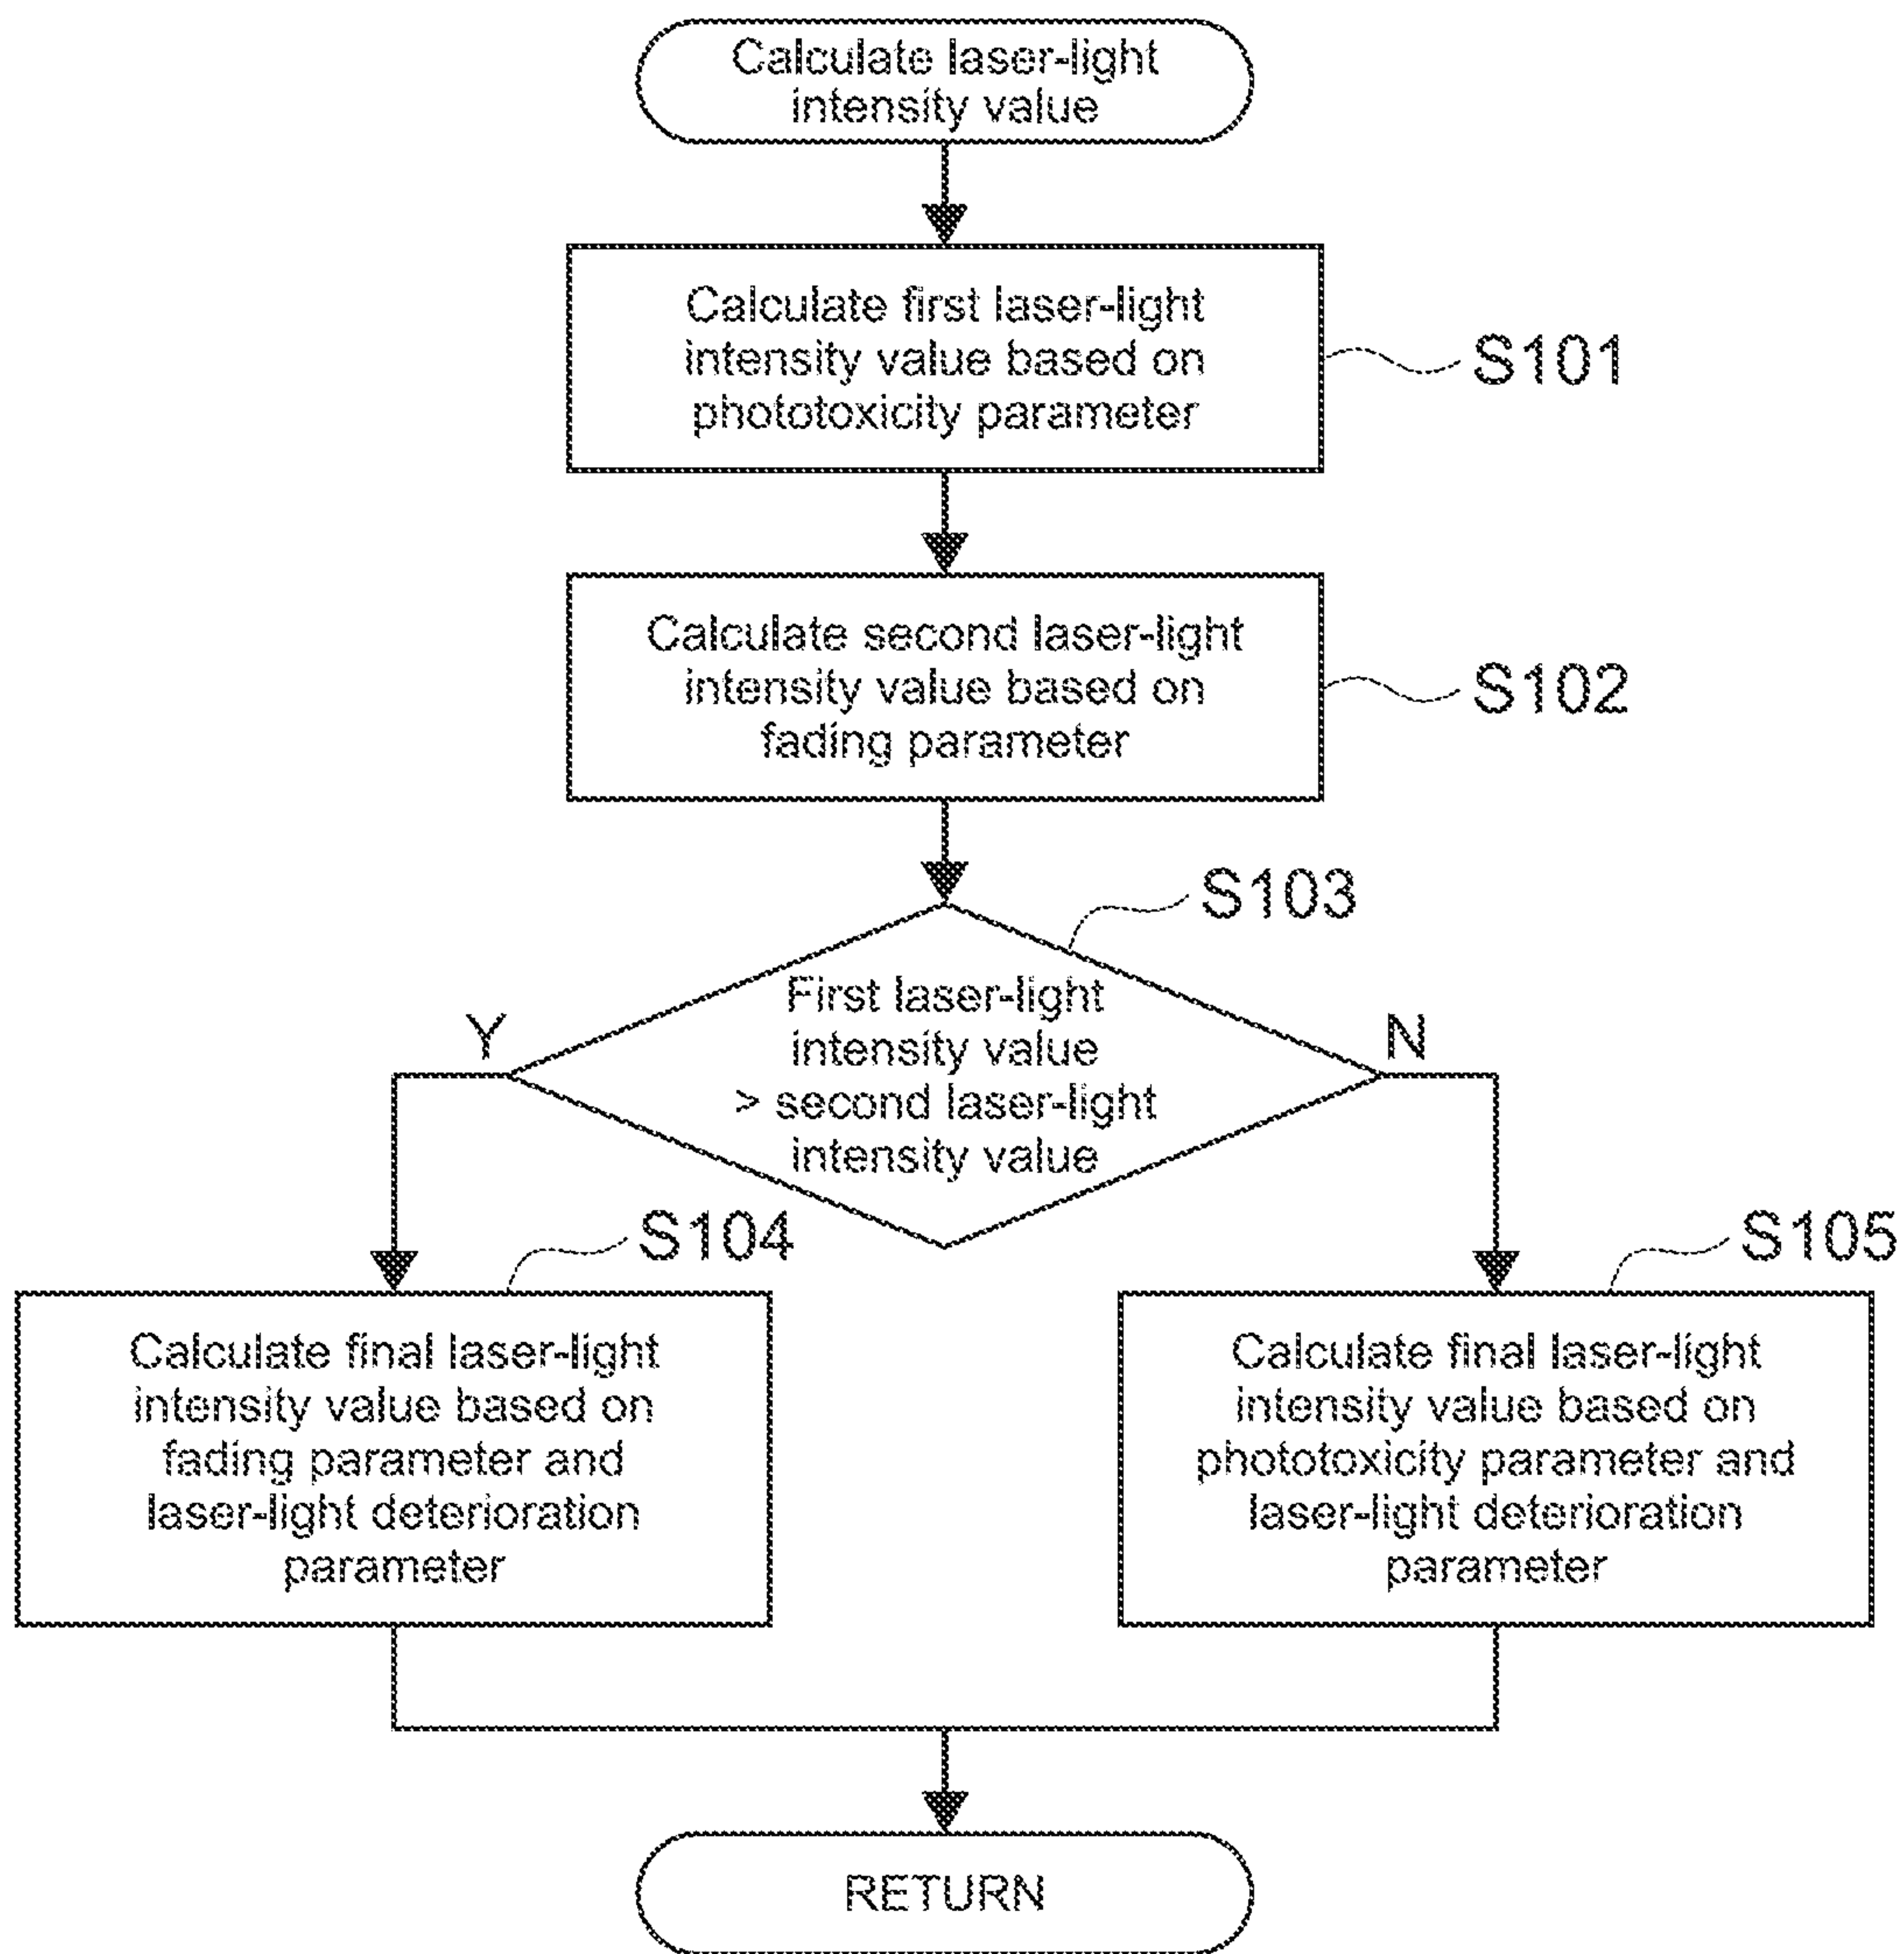 Calculate laser-light
intensity value
Calculate first laser-light
intensity value based on
phototoxicity parameter
S101
Calculate second laser-light
intensity value based on
fading parameter
S102
S103
First laser-light
intensity value
> second laser-light
intensity value
Y
N
S104
Calculate final laser-light
intensity value based on
fading parameter and
laser-light deterioration
parameter
S105
Calculate final laser-light
intensity value based on
phototoxicity parameter and
laser-light deterioration
parameter
RETURN